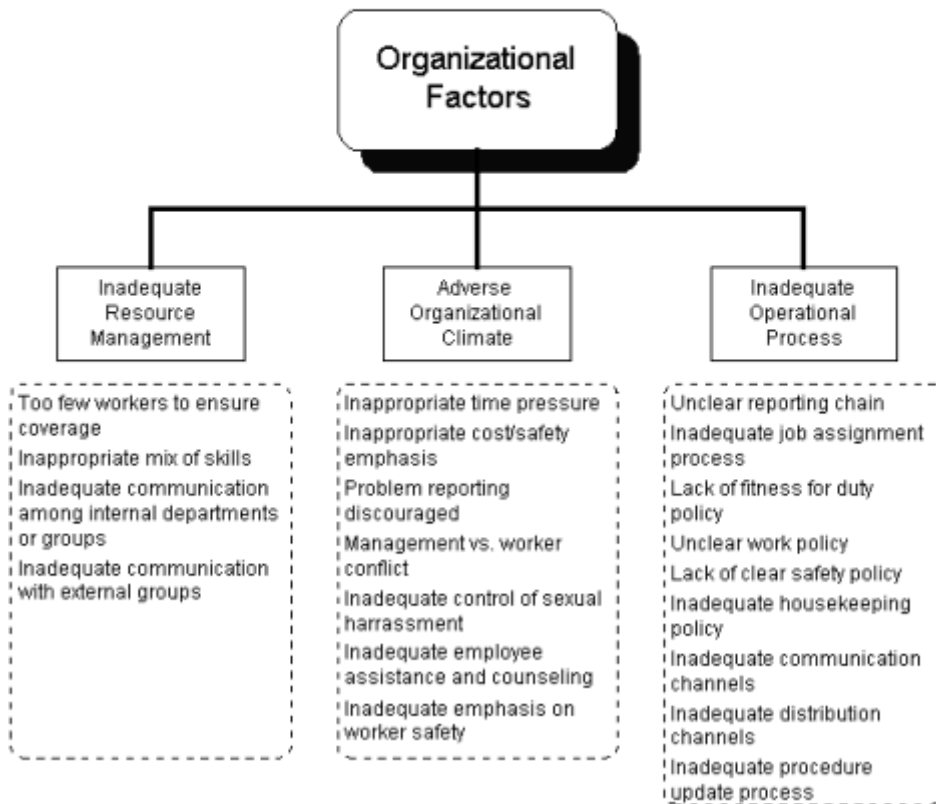 Organizational
Factors
Inadequate
Resource
Management
Too few workers to ensure
coverage
Inappropriate mix of skills
Inadequate communication
among internal departments
or groups
Inadequate communication
with external groups
Adverse
Organizational
Climate
Inappropriate time pressure
Inappropriate cost/safety
emphasis
Problem reporting
discouraged
Management vs. worker
conflict
Inadequate control of sexual
harrassment
Inadequate employee
assistance and counseling
Inadequate emphasis on
worker safety
Inadequate
Operational
Process
Unclear reporting chain
Inadequate job assignment
process
Lack of fitness for duty
policy
Unclear work policy
Lack of clear safety policy
Inadequate housekeeping
policy
Inadequate communication
channels
Inadequate distribution
channels
Inadequate procedure
update process